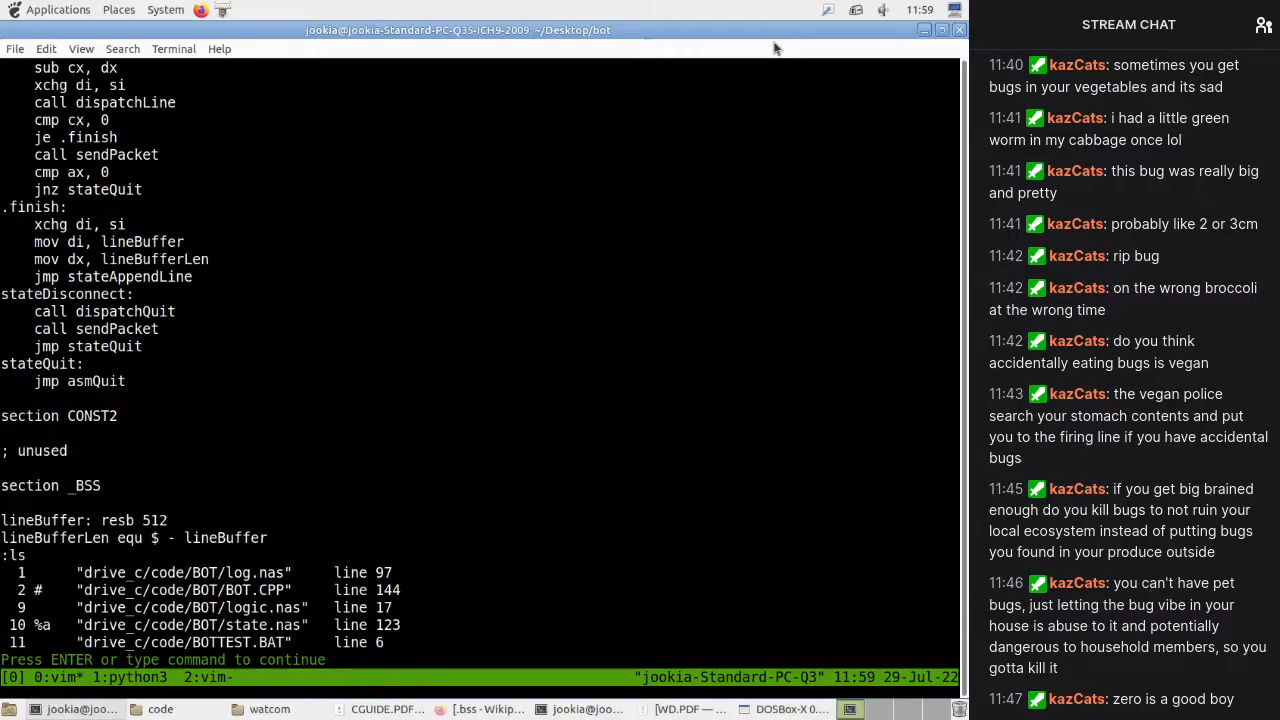 Applications Places System 11:59
jookia@jookia-Standard-PC-Q35-ICH9-2009: ~/Desktop/bot
File Edit View Search Terminal Help
sub cx, dx
xchg di, si
call dispatchLine
cmp cx, 0
je .finish
call sendPacket
cmp ax, 0
jnz stateQuit
.finish:
xchg di, si
mov di, lineBuffer
mov dx, lineBufferLen
jmp stateAppendLine
stateDisconnect:
call dispatchQuit
call sendPacket
jmp stateQuit
stateQuit:
jmp asmQuit
section CONST2
; unused
section _BSS
lineBuffer: resb 512
lineBufferLen equ $ - lineBuffer
:ls
1 "drive_c/code/BOT/log.nas" line 97
2 # "drive_c/code/BOT/BOT.CPP" line 144
9 "drive_c/code/BOT/logic.nas" line 17
10 %a "drive_c/code/BOT/state.nas" line 123
11 "drive_c/code/BOTTEST.BAT" line 6
Press ENTER or type command to continue
[0] 0:vim* 1:python3 2:vim- "jookia-Standard-PC-Q3" 11:59 29-Jul-22
jookia@joo... code watcom CGUIDE.PDF... [.bss - Wikip... jookia@joo... [WD.PDF — ... DOSBox-X 0....
STREAM CHAT
11:40 kazCats: sometimes you get
bugs in your vegetables and its sad
11:41 kazCats: i had a little green
worm in my cabbage once lol
11:41 kazCats: this bug was really big
and pretty
11:41 kazCats: probably like 2 or 3cm
11:42 kazCats: rip bug
11:42 kazCats: on the wrong broccoli
at the wrong time
11:42 kazCats: do you think
accidentally eating bugs is vegan
11:43 kazCats: the vegan police
search your stomach contents and put
you to the firing line if you have accidental
bugs
11:45 kazCats: if you get big brained
enough do you kill bugs to not ruin your
local ecosystem instead of putting bugs
you found in your produce outside
11:46 kazCats: you can't have pet
bugs, just letting the bug vibe in your
house is abuse to it and potentially
dangerous to household members, so you
gotta kill it
11:47 kazCats: zero is a good boy